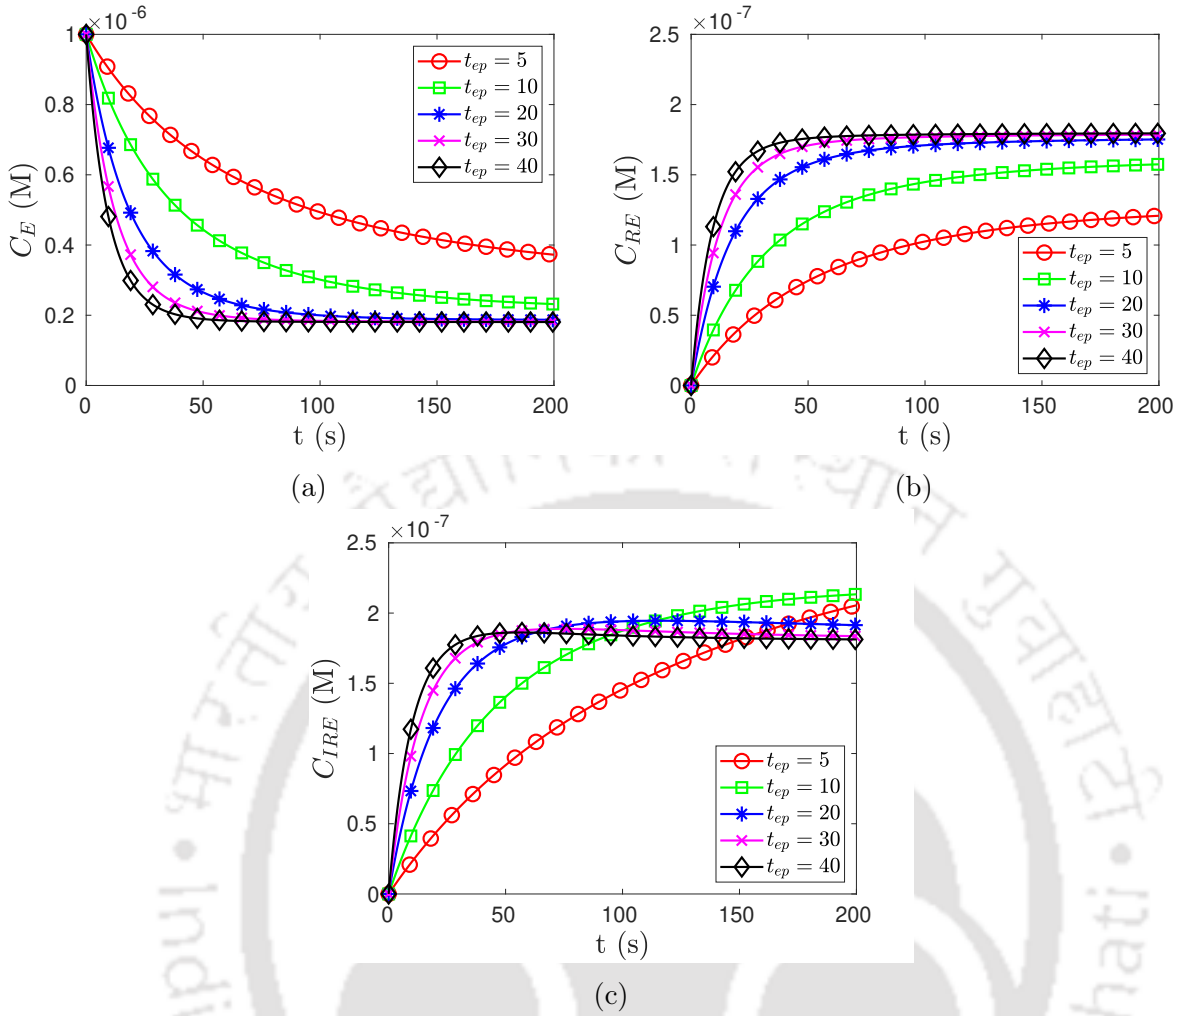 ×10^-6
1
0.8
0.6
0.4
0.2
0
0 50 100 150 200
C_E (M)
t (s)
t_ep = 5
t_ep = 10
t_ep = 20
t_ep = 30
t_ep = 40
(a)
×10^-7
2.5
2
1.5
1
0.5
0
0 50 100 150 200
C_RE (M)
t (s)
t_ep = 5
t_ep = 10
t_ep = 20
t_ep = 30
t_ep = 40
(b)
×10^-7
2.5
2
1.5
1
0.5
0
0 50 100 150 200
C_IRE (M)
t (s)
t_ep = 5
t_ep = 10
t_ep = 20
t_ep = 30
t_ep = 40
(c)